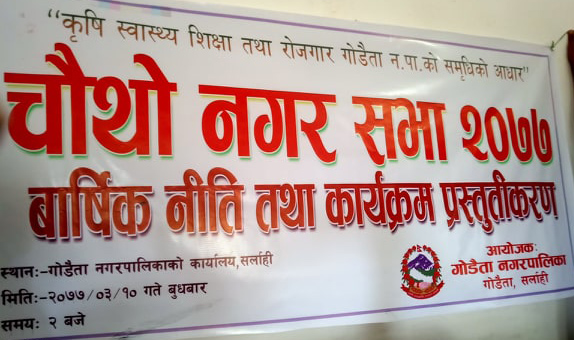 “कृषि स्वास्थ्य शिक्षा तथा रोजगार गोडैता न.पा.को समृधिको आधार”
चौथो नगर सभा २०७७
बार्षिक नीति तथा कार्यक्रम प्रस्तुतीकरण
स्थान:-गोडैता नगरपालिकाको कार्यालय,सर्लाही
मिति:-२०७७/०३/१० गते बुधबार
समय: २ बजे
आयोजक:
गोडैता नगरपालिका
गोडैता, सर्लाही